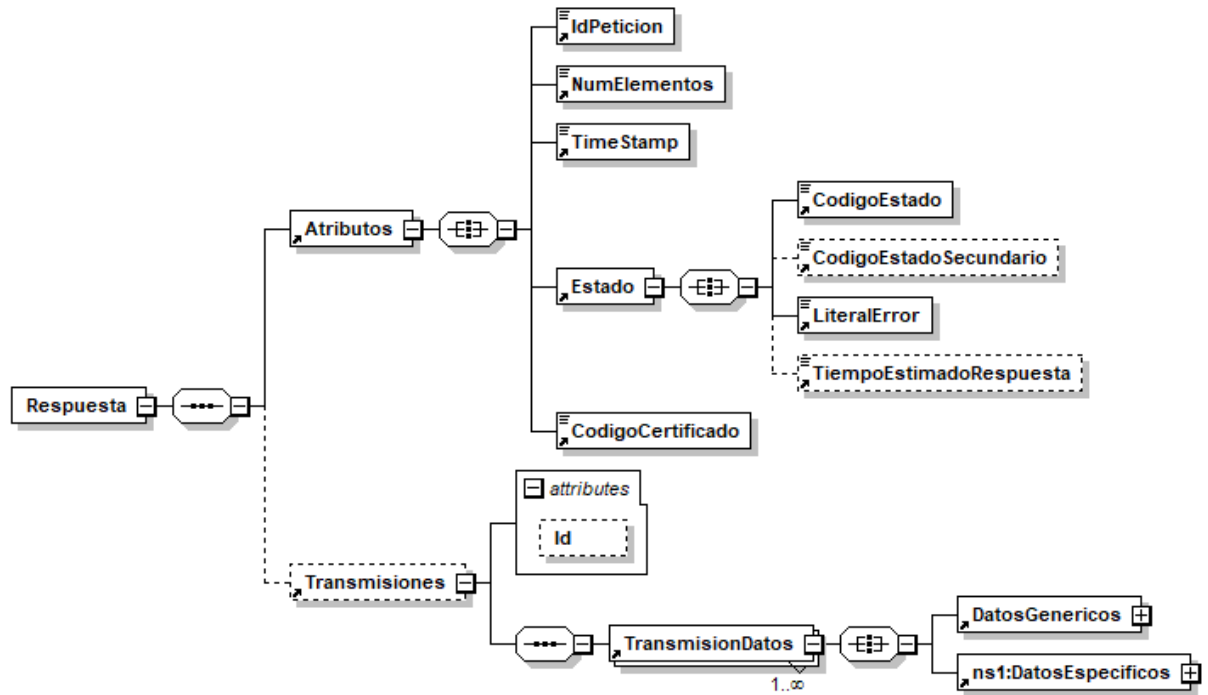 IdPeticion
NumElementos
TimeStamp
CodigoEstado
Atributos
CodigoEstadoSecundario
Estado
LiteralError
TiempoEstimadoRespuesta
Respuesta
CodigoCertificado
attributes
Id
Transmisiones
DatosGenericos
TransmisionDatos
ns1:DatosEspecificos
1..∞